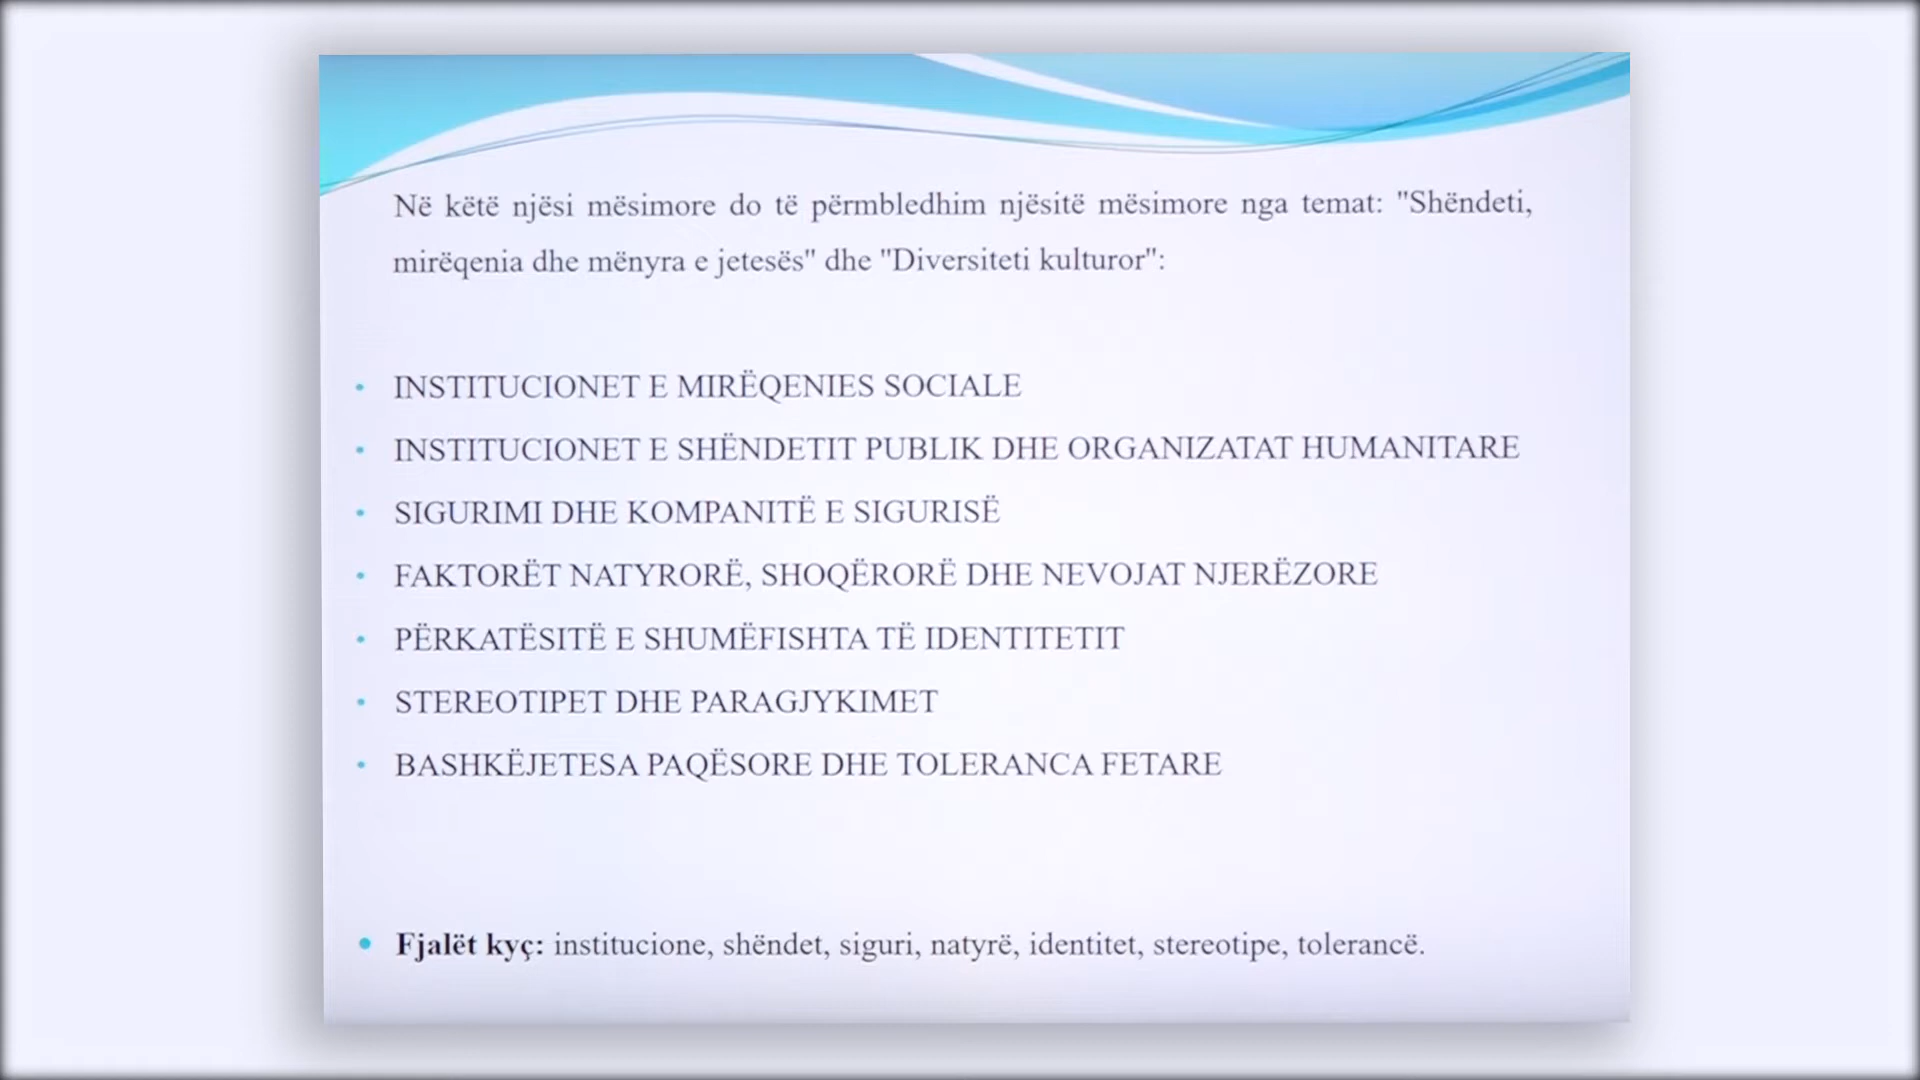 Në këtë njësi mësimore do të përmbledhim njësitë mësimore nga temat: "Shëndeti,
mirëqenia dhe mënyra e jetesës" dhe "Diversiteti kulturor":
• INSTITUCIONET E MIRËQENIES SOCIALE
• INSTITUCIONET E SHËNDETIT PUBLIK DHE ORGANIZATAT HUMANITARE
• SIGURIMI DHE KOMPANITË E SIGURISË
• FAKTORËT NATYRORË, SHOQËRORË DHE NEVOJAT NJERËZORE
• PËRKATËSITË E SHUMËFISHTA TË IDENTITETIT
• STEREOTIPET DHE PARAGJYKIMET
• BASHKËJETESA PAQËSORE DHE TOLERANCA FETARE
• Fjalët kyç: institucione, shëndet, siguri, natyrë, identitet, stereotipe, tolerancë.